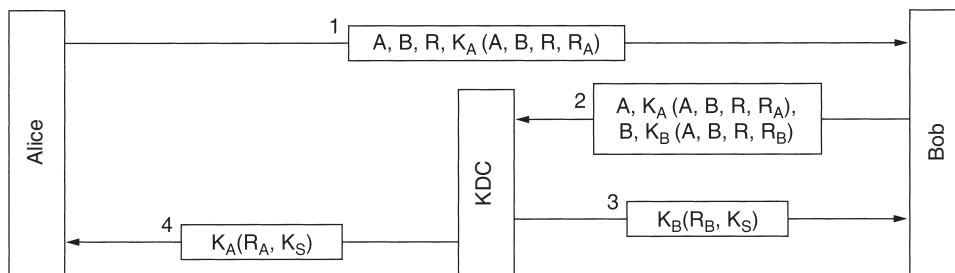 1
A, B, R, K_A (A, B, R, R_A)
2
A, K_A (A, B, R, R_A),
B, K_B (A, B, R, R_B)
Alice
KDC
Bob
3
K_B(R_B, K_S)
4
K_A(R_A, K_S)